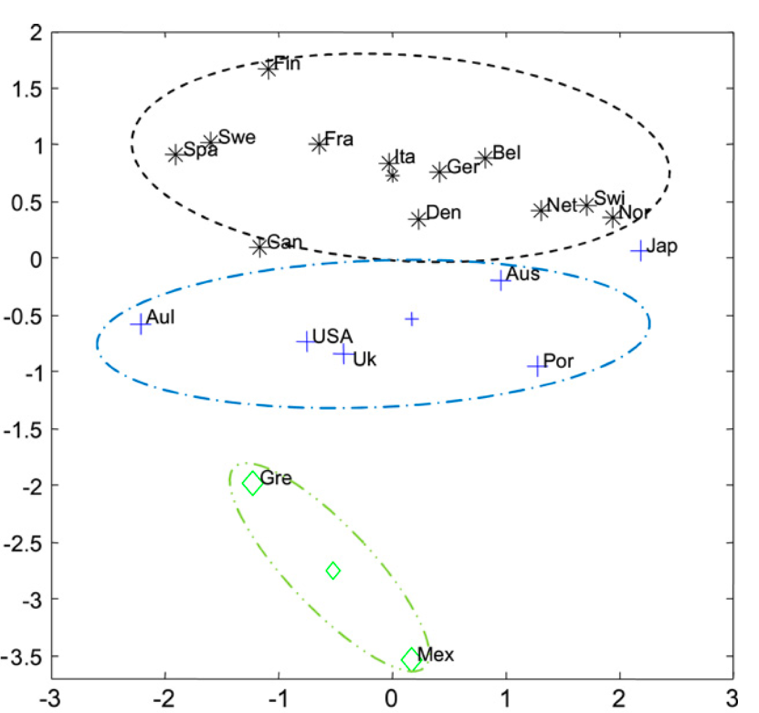 2
Fin
1.5
Swe
Fra
1
Spa
Ita
Bel
Ger
0.5
Swi
Net
Nor
Den
Can
Jap
0
Aus
-0.5
Aul
USA
Uk
Por
-1
-1.5
Gre
-2
-2.5
-3
Mex
-3.5
-3 -2 -1 0 1 2 3